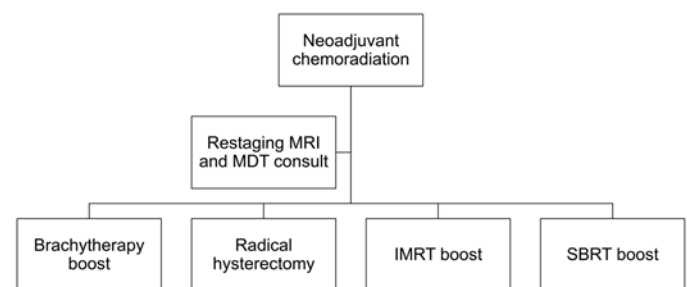 Neoadjuvant
chemoradiation
Restaging MRI
and MDT consult
Brachytherapy
boost
Radical
hysterectomy
IMRT boost
SBRT boost